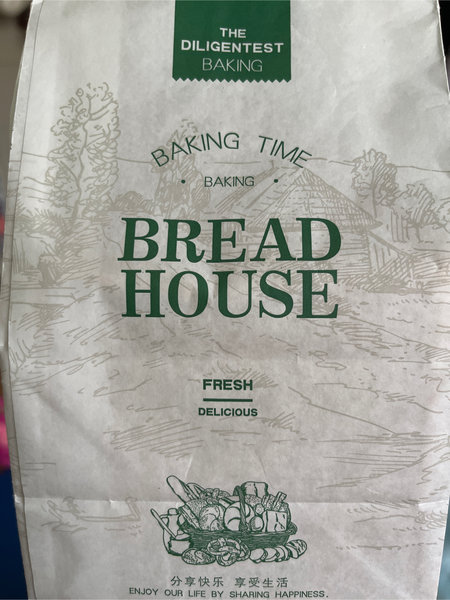 THE
DILIGENTEST
BAKING
BAKING TIME
· BAKING ·
BREAD
HOUSE
FRESH
DELICIOUS
分享快乐 享受生活
ENJOY OUR LIFE BY SHARING HAPPINESS.